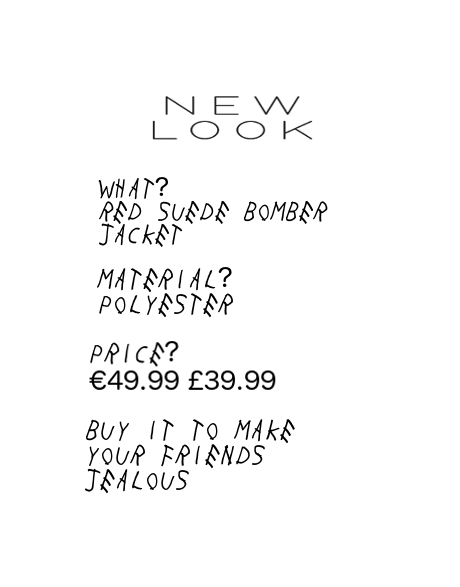 NEW
LOOK
WHAT?
RED SUEDE BOMBER
JACKET
MATERIAL?
POLYESTER
PRICE?
€49.99 £39.99
BUY IT TO MAKE
YOUR FRIENDS
JEALOUS